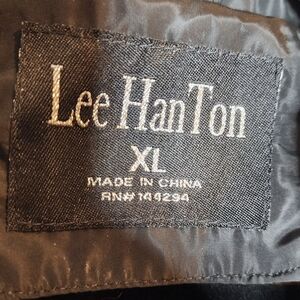 Lee HanTon
XL
MADE IN CHINA
RN# 144294